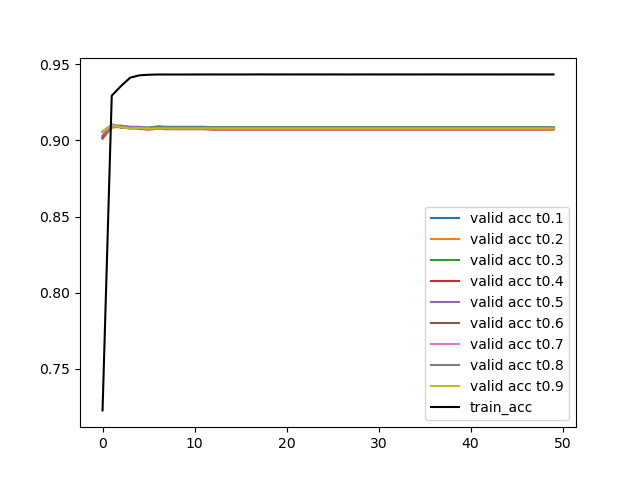 0.95
0.90
0.85
0.80
0.75
0
10
20
30
40
50
valid acc t0.1
valid acc t0.2
valid acc t0.3
valid acc t0.4
valid acc t0.5
valid acc t0.6
valid acc t0.7
valid acc t0.8
valid acc t0.9
train_acc